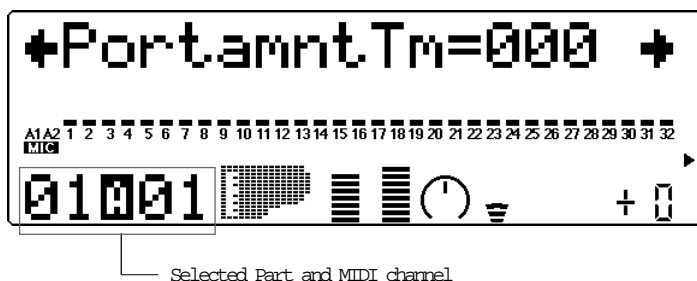 ←PortamntTm=000 →
A1 A2 1 2 3 4 5 6 7 8 9 10 11 12 13 14 15 16 17 18 19 20 21 22 23 24 25 26 27 28 29 30 31 32
MIC
01A01 + 0
Selected Part and MIDI channel